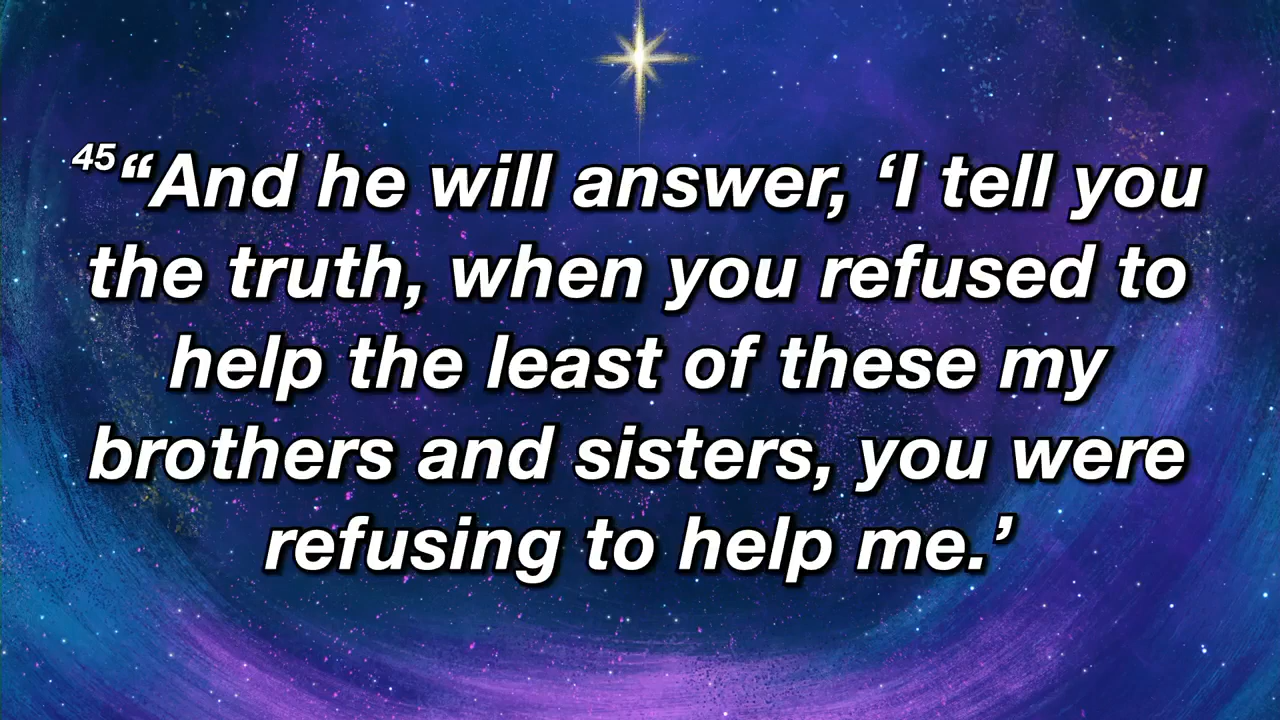 45“And he will answer, ‘I tell you
the truth, when you refused to
help the least of these my
brothers and sisters, you were
refusing to help me.’